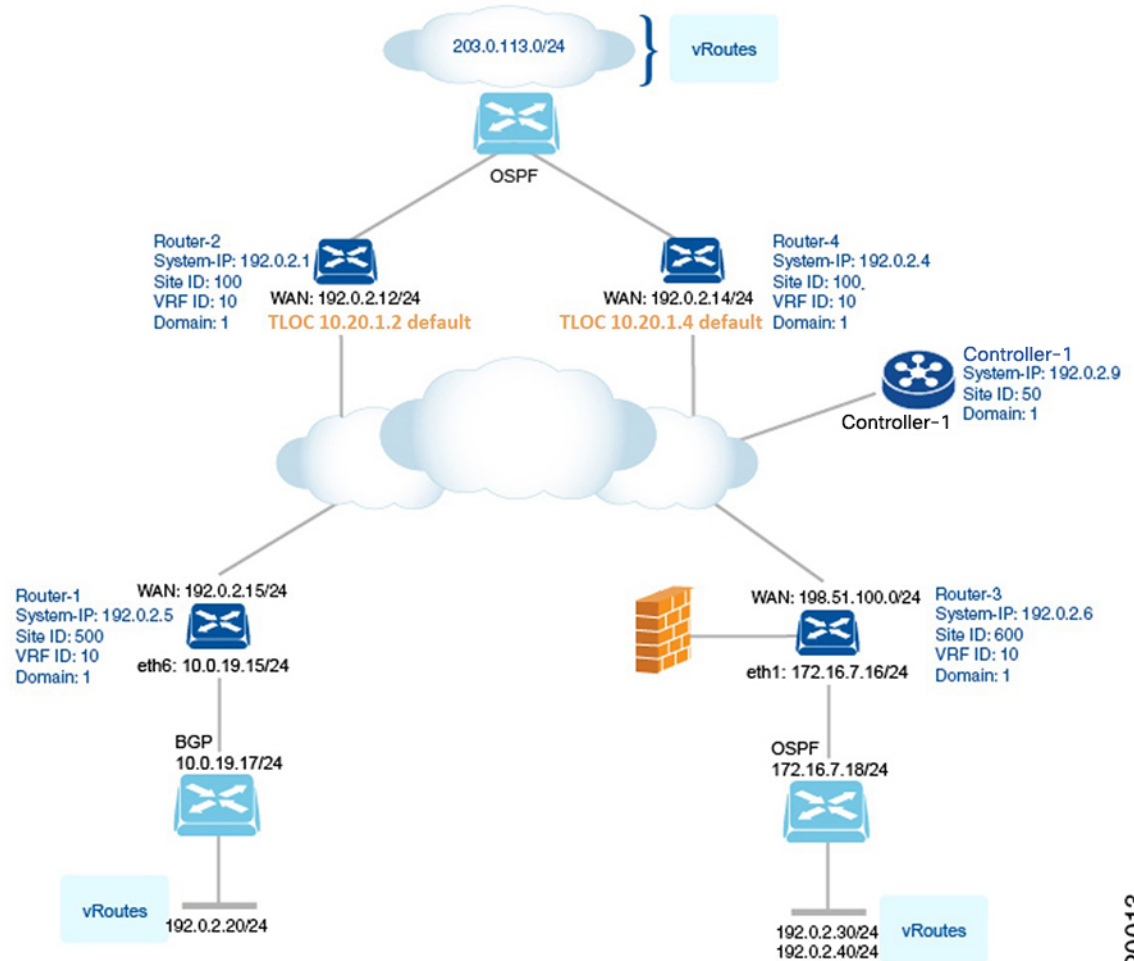 203.0.113.0/24
vRoutes
OSPF
Router-2
System-IP: 192.0.2.1
Site ID: 100
VRF ID: 10
Domain: 1
WAN: 192.0.2.12/24
TLOC 10.20.1.2 default
Router-4
System-IP: 192.0.2.4
Site ID: 100.
VRF ID: 10
Domain: 1
WAN: 192.0.2.14/24
TLOC 10.20.1.4 default
Controller-1
System-IP: 192.0.2.9
Site ID: 50
Domain: 1
Controller-1
Router-1
System-IP: 192.0.2.5
Site ID: 500
VRF ID: 10
Domain: 1
WAN: 192.0.2.15/24
eth6: 10.0.19.15/24
WAN: 198.51.100.0/24
eth1: 172.16.7.16/24
Router-3
System-IP: 192.0.2.6
Site ID: 600
VRF ID: 10
Domain: 1
BGP
10.0.19.17/24
OSPF
172.16.7.18/24
vRoutes
192.0.2.20/24
192.0.2.30/24
192.0.2.40/24
vRoutes